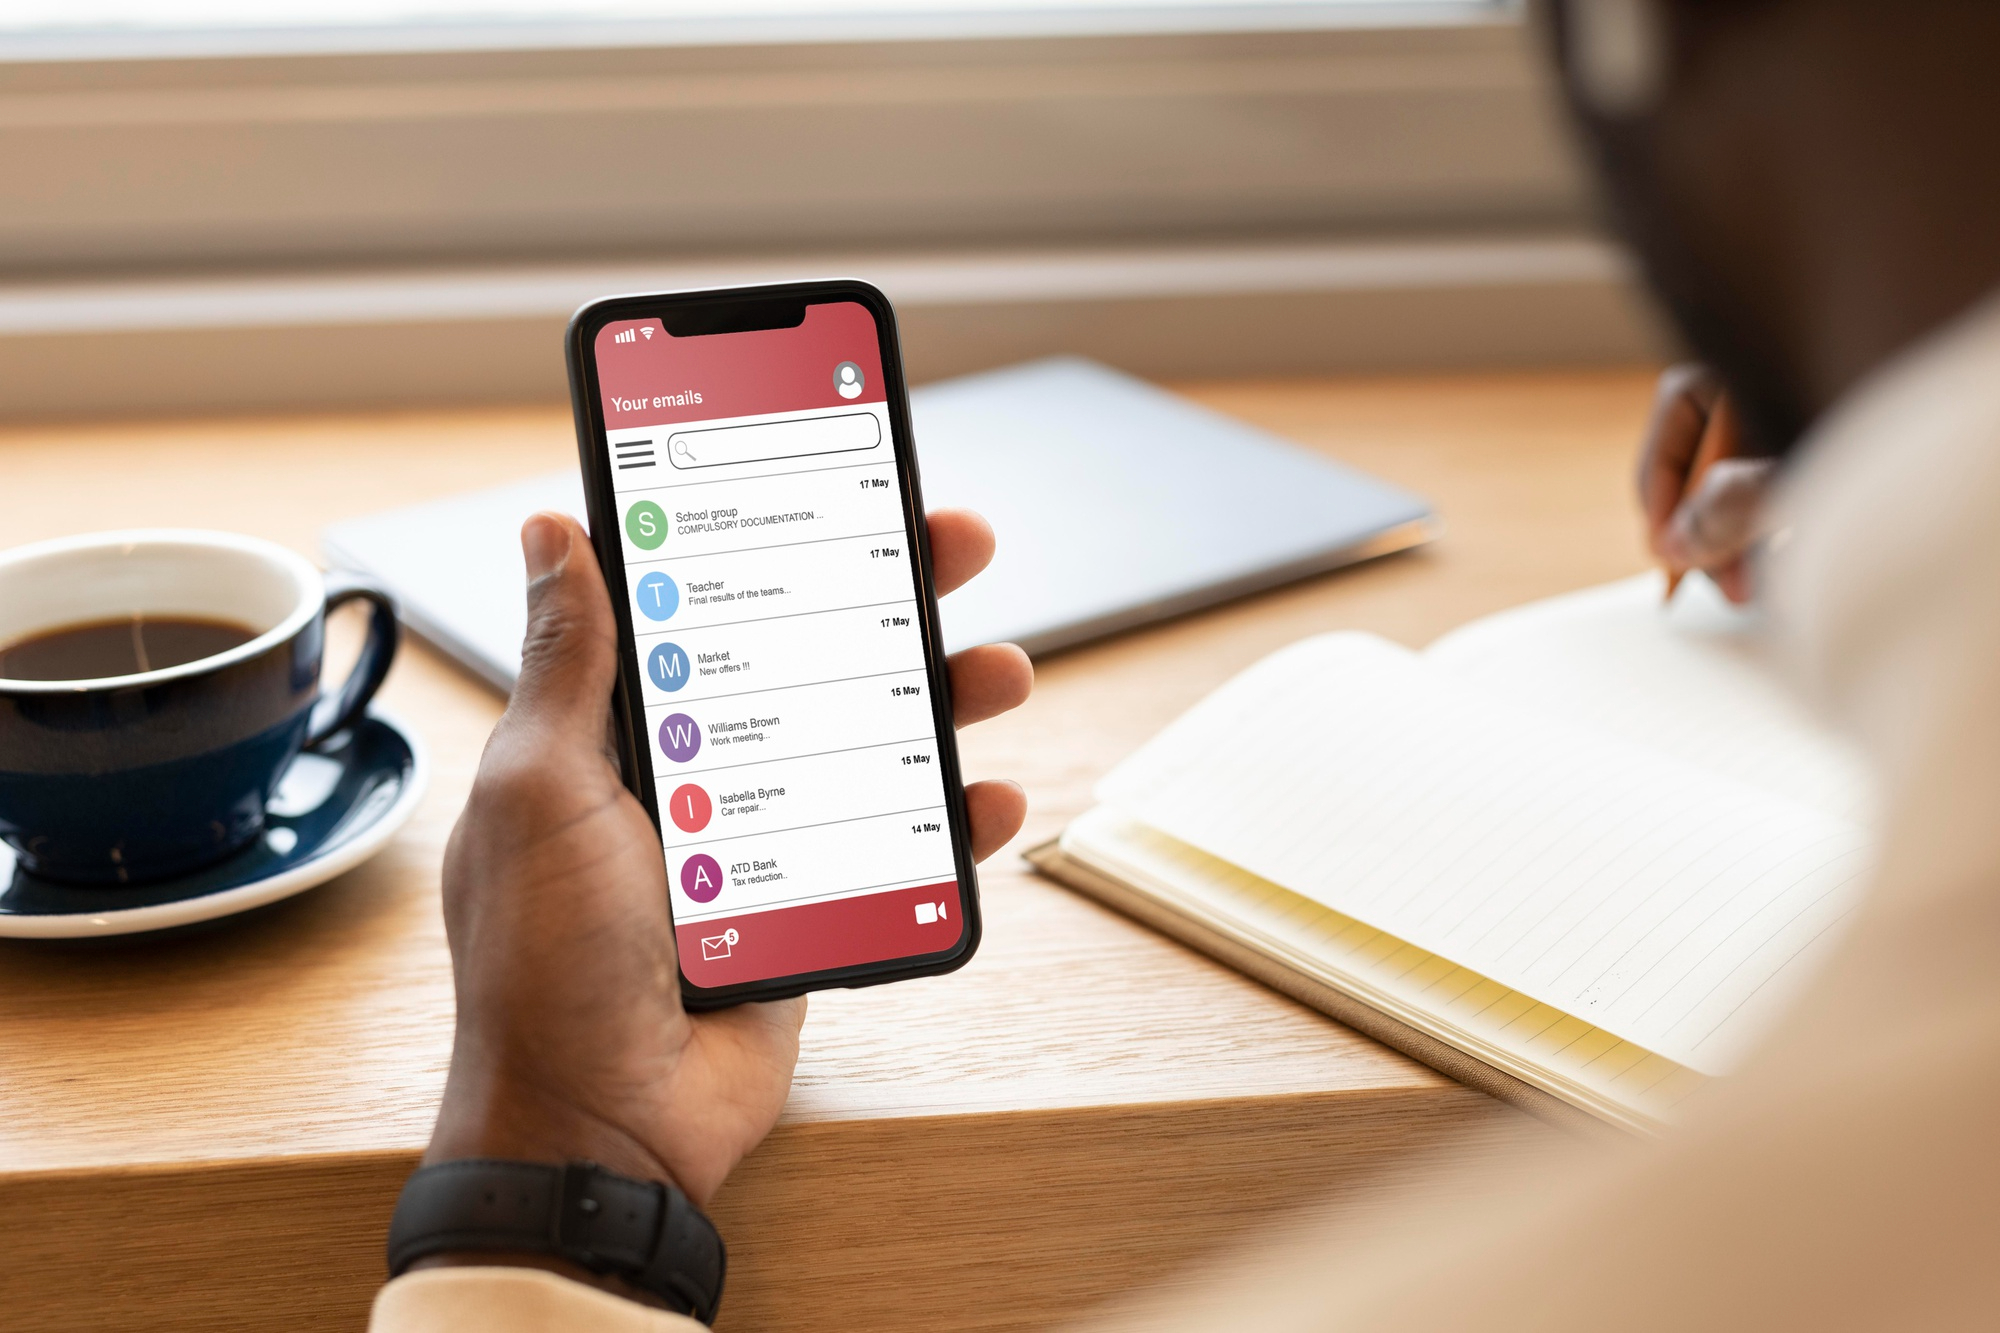 Your emails
17 May
S
School group
COMPULSORY DOCUMENTATION ...
17 May
T
Teacher
Final results of the teams...
17 May
M
Market
New offers !!!
15 May
W
Williams Brown
Work meeting...
15 May
I
Isabella Byrne
Car repair...
14 May
A
ATD Bank
Tax reduction..
5